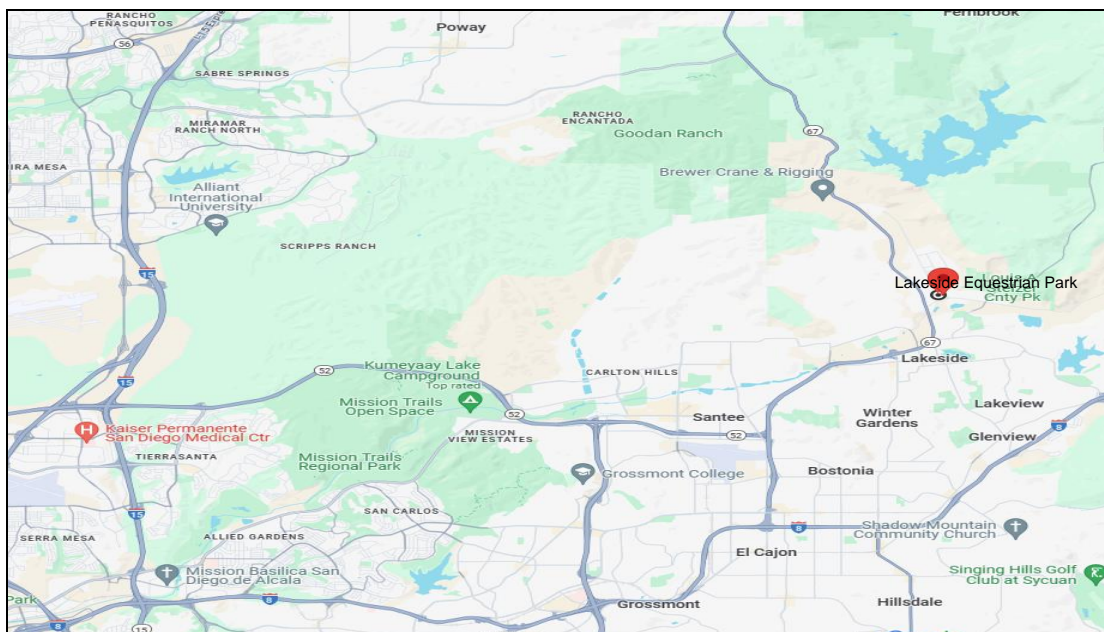 RANCHO
PEÑASQUITOS
Poway
Fernbrook
56
SABRE SPRINGS
RANCHO
ENCANTADA
Goodan Ranch
MIRAMAR
RANCH NORTH
67
IRA MESA
Brewer Crane & Rigging
Alliant
International
University
SCRIPPS RANCH
15
Louis A
Stelzer
Cnty Pk
Lakeside Equestrian Park
67
Lakeside
52
Kumeyaay Lake
Campground
Top rated
CARLTON HILLS
15
Mission Trails
Open Space
52
Santee
Winter
Gardens
Lakeview
8
Kaiser Permanente
San Diego Medical Ctr
MISSION
VIEW ESTATES
52
Glenview
TIERRASANTA
Mission Trails
Regional Park
Grossmont College
Bostonia
15
SAN CARLOS
8
Shadow Mountain
Community Church
SERRA MESA
ALLIED GARDENS
El Cajon
Mission Basilica San
Diego de Alcala
Singing Hills Golf
Club at Sycuan
Park
8
Grossmont
Hillsdale
8
15